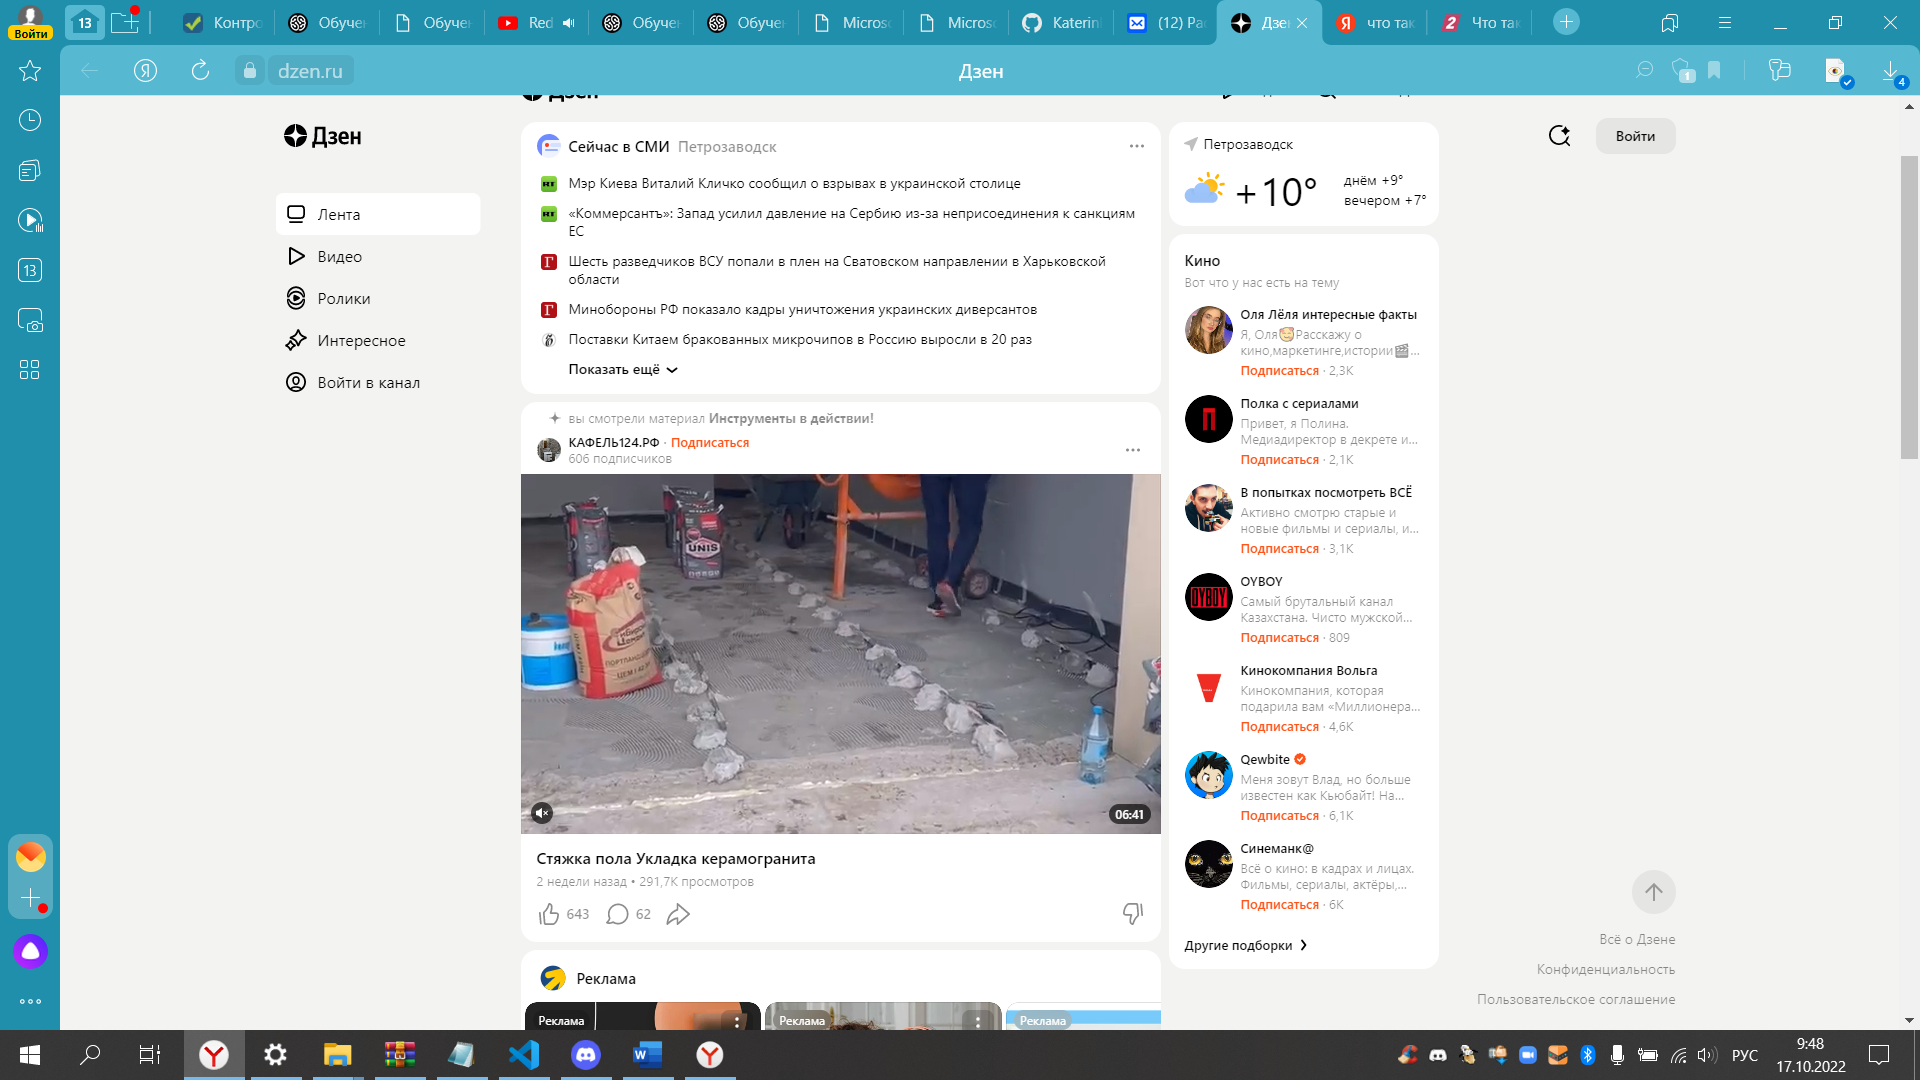 Войти
13
Контро
Обучен
Обучен
Red
Обучен
Обучен
Microso
Microso
Katerin
(12) Ра
Дзен
что так
Что так
dzen.ru
Дзен
1
4
Дзен
Дзен
Лента
Видео
Ролики
Интересное
Войти в канал
13
Сейчас в СМИ Петрозаводск
Мэр Киева Виталий Кличко сообщил о взрывах в украинской столице
«Коммерсантъ»: Запад усилил давление на Сербию из-за неприсоединения к санкциям
ЕС
Шесть разведчиков ВСУ попали в плен на Сватовском направлении в Харьковской
области
Минобороны РФ показало кадры уничтожения украинских диверсантов
Поставки Китаем бракованных микрочипов в Россию выросли в 20 раз
Показать ещё
вы смотрели материал Инструменты в действии!
КАФЕЛЬ124.РФ · Подписаться
606 подписчиков
UNIS
06:41
Стяжка пола Укладка керамогранита
2 недели назад • 291,7K просмотров
643
62
Реклама
Реклама
Реклама
Реклама
Петрозаводск
+10°
днём +9°
вечером +7°
Кино
Вот что у нас есть на тему
Оля Лёля интересные факты
Я, Оля😇Расскажу о
кино,маркетинге,истории🎬...
Подписаться · 2,3K
Полка с сериалами
Привет, я Полина.
Медиадиректор в декрете и...
Подписаться · 2,1K
В попытках посмотреть ВСЁ
Активно смотрю старые и
новые фильмы и сериалы, и...
Подписаться · 3,1K
OYBOY
OYBOY
Самый брутальный канал
Казахстана. Чисто мужской...
Подписаться · 809
Кинокомпания Вольга
Кинокомпания, которая
подарила вам «Миллионера...
Подписаться · 4,6K
Qewbite
Меня зовут Влад, но больше
известен как Кьюбайт! На...
Подписаться · 6,1K
Синеманк@
Всё о кино: в кадрах и лицах.
Фильмы, сериалы, актёры,...
Подписаться · 6K
Другие подборки
Войти
Всё о Дзене
Конфиденциальность
Пользовательское соглашение
РУС
9:48
17.10.2022